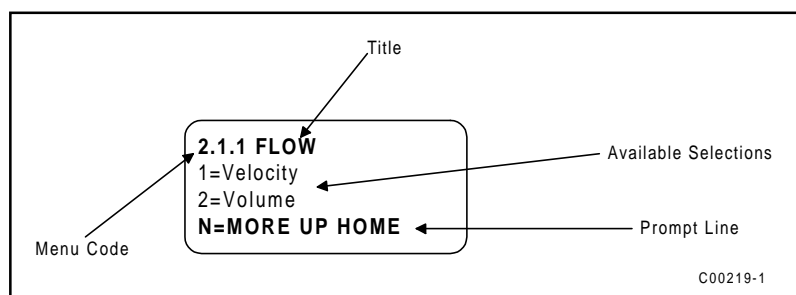 Title
2.1.1 FLOW
1=Velocity
2=Volume
N=MORE UP HOME
Available Selections
Prompt Line
Menu Code
C00219-1